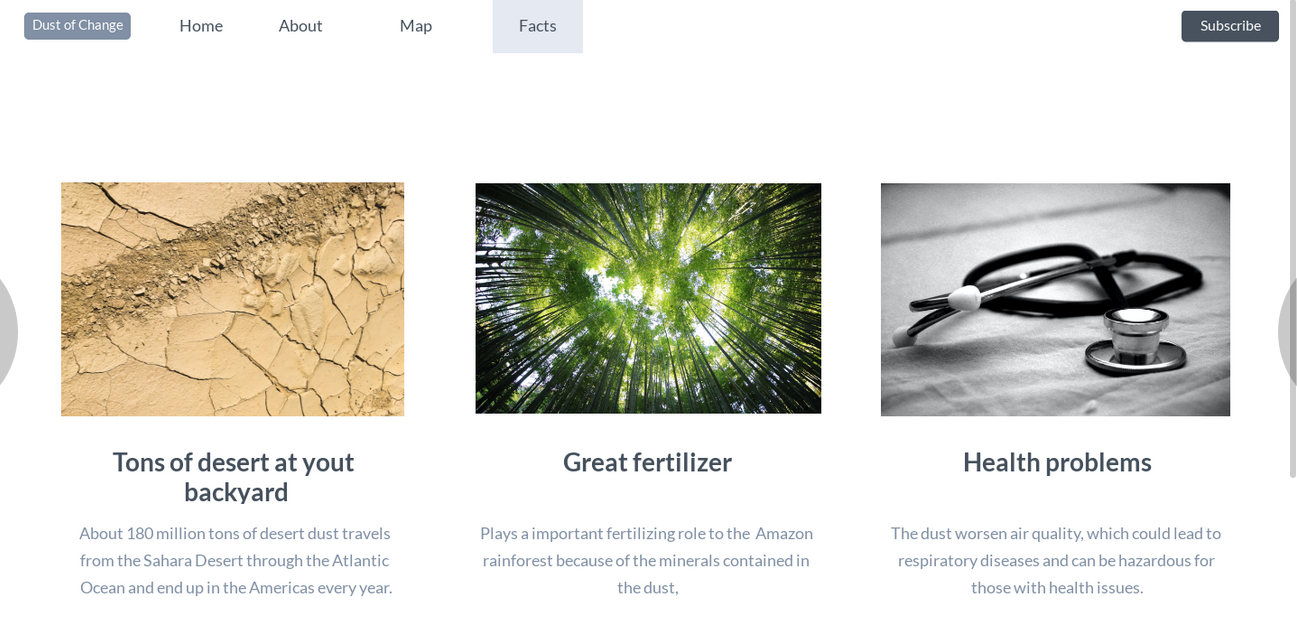 Dust of Change
Home
About
Map
Facts
Subscribe
Tons of desert at yout
backyard
About 180 million tons of desert dust travels
from the Sahara Desert through the Atlantic
Ocean and end up in the Americas every year.
Great fertilizer
Plays a important fertilizing role to the  Amazon
rainforest because of the minerals contained in
the dust,
Health problems
The dust worsen air quality, which could lead to
respiratory diseases and can be hazardous for
those with health issues.